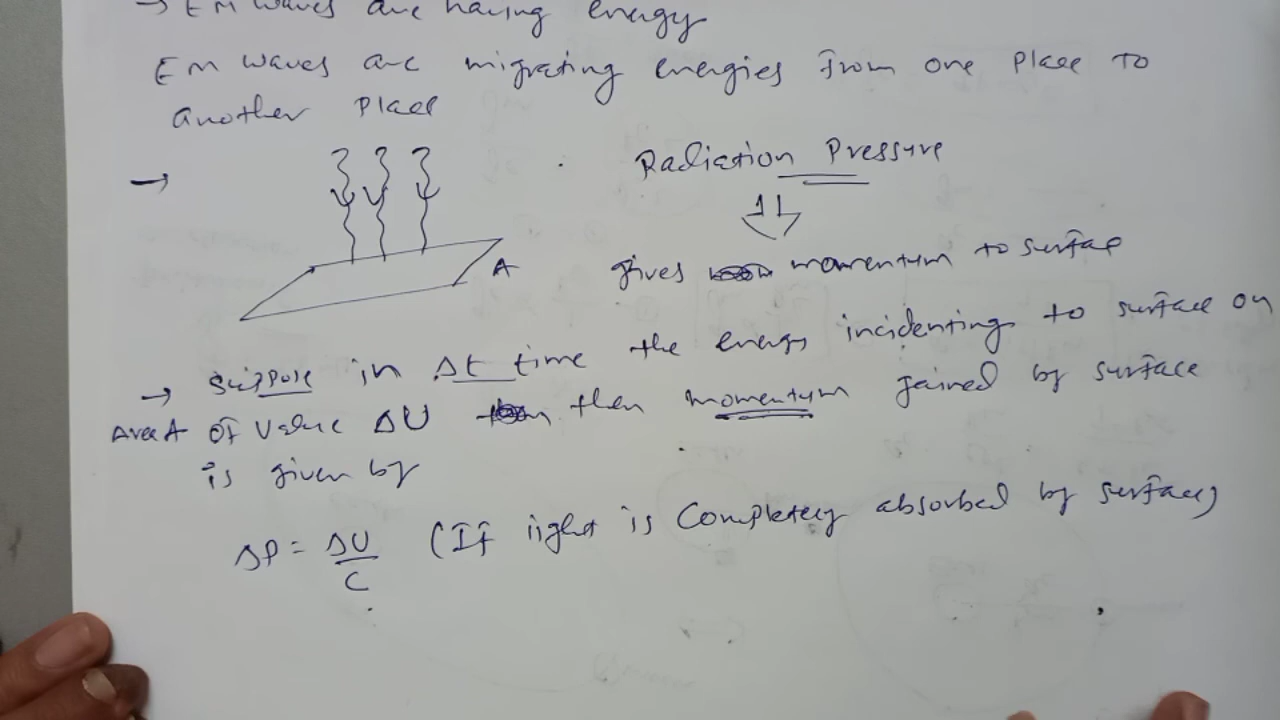 → EM waves are having energy
EM waves are migrating energies from one place to
another place
→
Radiation Pressure
A
gives momentum to surface
→ Suppose in Δt time the energy incidenting to surface on
Area A of value ΔU then momentum gained by surface
is given by
ΔP = ΔU/C (If light is completely absorbed by surface)